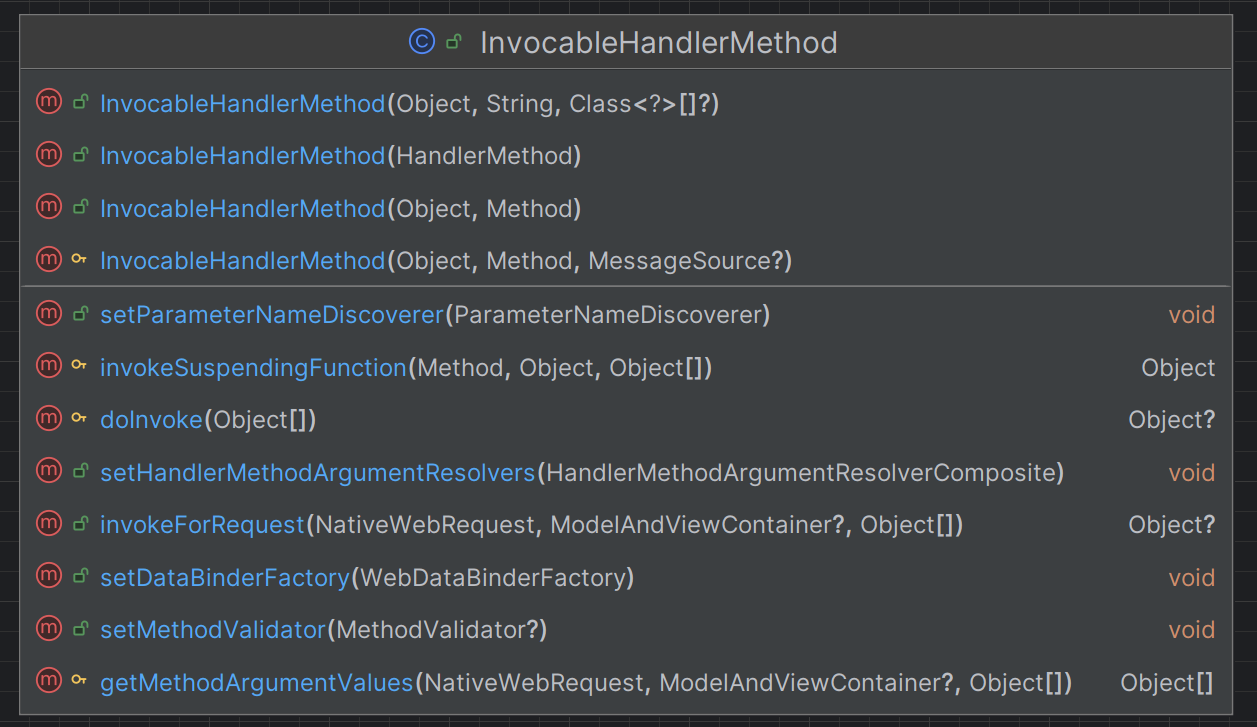 InvocableHandlerMethod
InvocableHandlerMethod(Object, String, Class<?>[]?)
InvocableHandlerMethod(HandlerMethod)
InvocableHandlerMethod(Object, Method)
InvocableHandlerMethod(Object, Method, MessageSource?)
setParameterNameDiscoverer(ParameterNameDiscoverer) void
invokeSuspendingFunction(Method, Object, Object[]) Object
doInvoke(Object[]) Object?
setHandlerMethodArgumentResolvers(HandlerMethodArgumentResolverComposite) void
invokeForRequest(NativeWebRequest, ModelAndViewContainer?, Object[]) Object?
setDataBinderFactory(WebDataBinderFactory) void
setMethodValidator(MethodValidator?) void
getMethodArgumentValues(NativeWebRequest, ModelAndViewContainer?, Object[]) Object[]